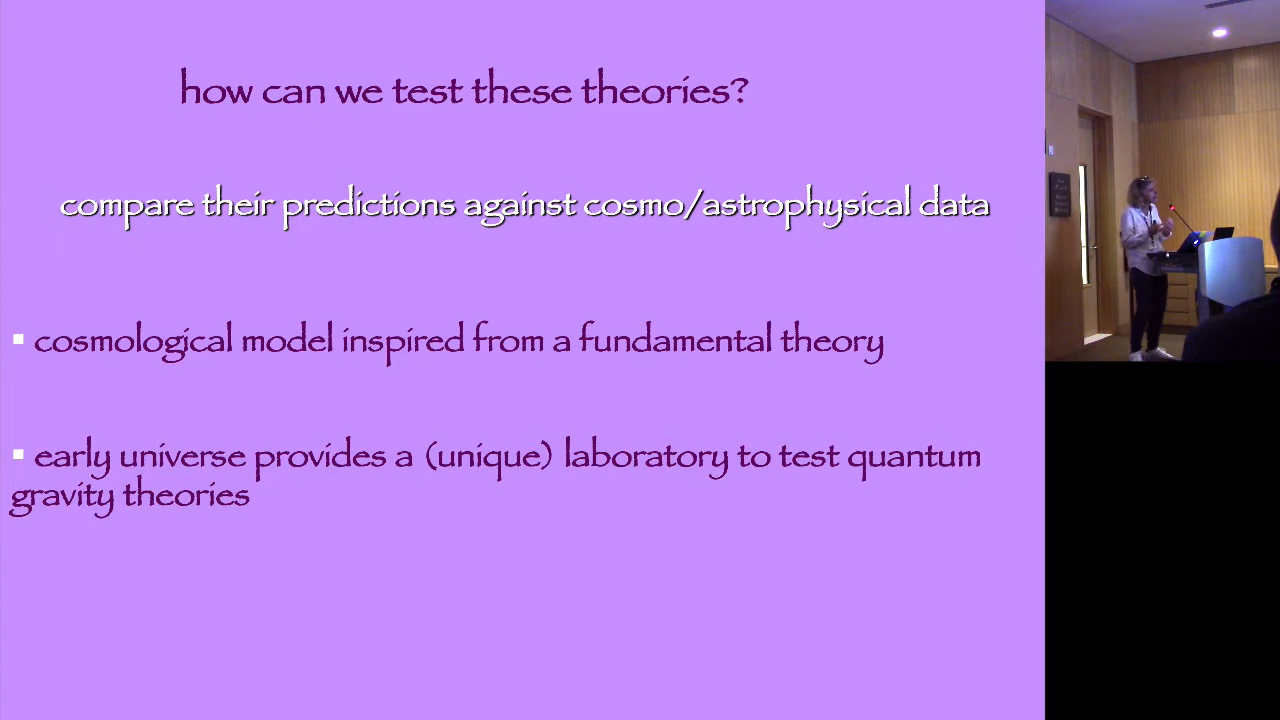 how can we test these theories?
compare their predictions against cosmo/astrophysical data
▪ cosmological model inspired from a fundamental theory
▪ early universe provides a (unique) laboratory to test quantum
gravity theories